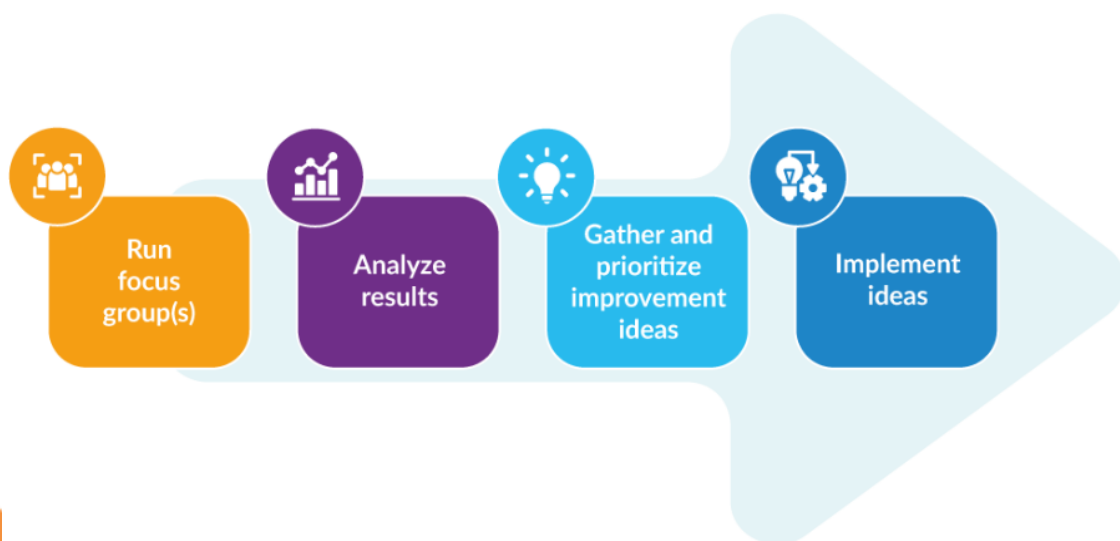 Run
focus
group(s)
Analyze
results
Gather and
prioritize
improvement
ideas
Implement
ideas